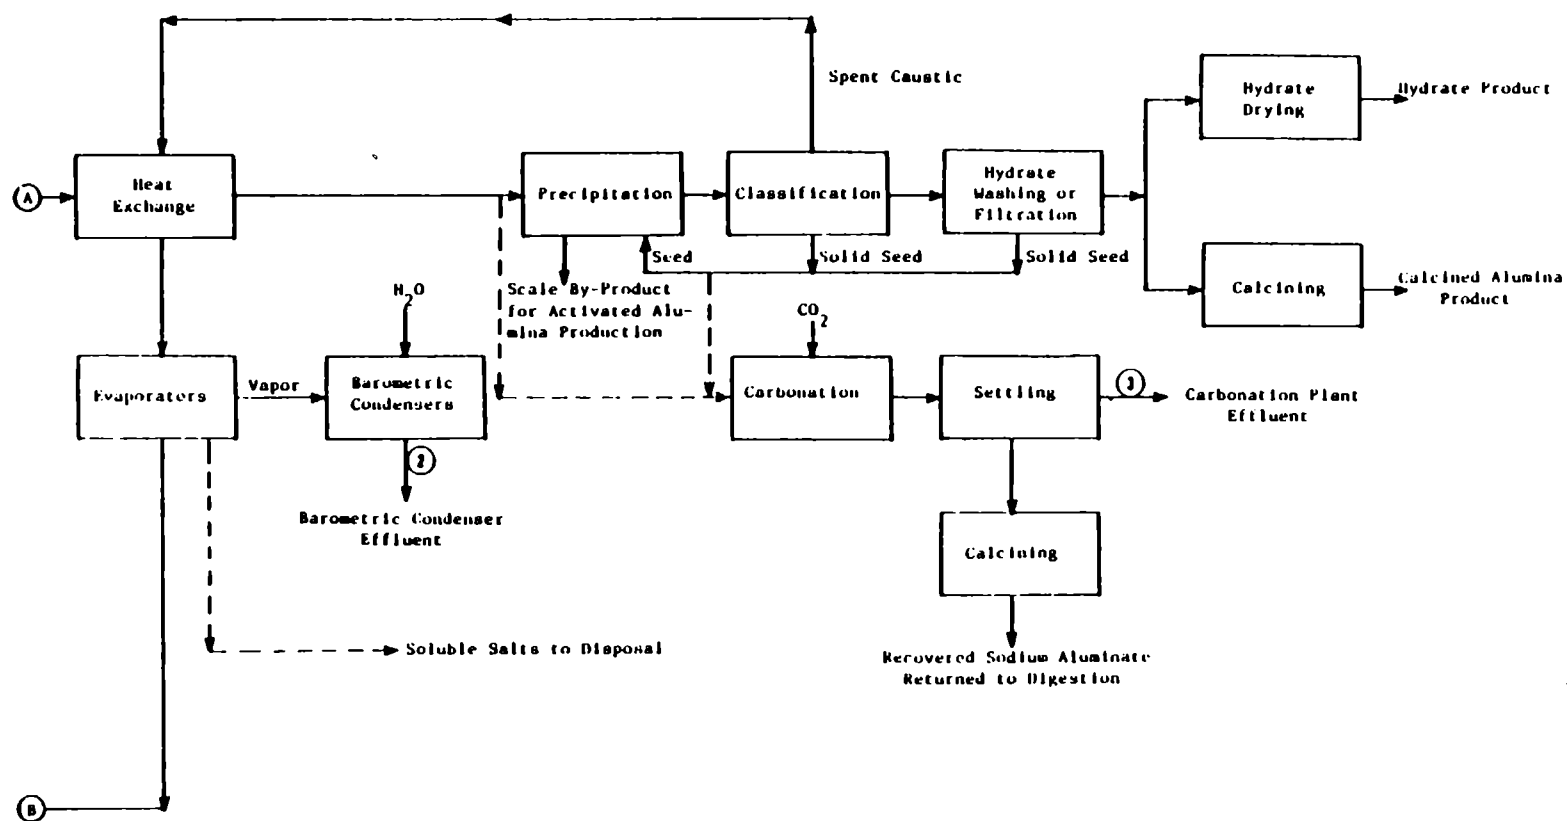 Spent Caustic
Hydrate
Drying
Hydrate Product
A
Heat
Exchange
Precipitation
Classification
Hydrate
Washing or
Filtration
Seed
Solid Seed
Solid Seed
H2O
Scale By-Product
for Activated Alu-
mina Production
CO2
Calcining
Calcined Alumina
Product
Evaporators
Vapor
Barometric
Condensers
Carbonation
Settling
3
Carbonation Plant
Effluent
2
Barometric Condenser
Effluent
Calcining
Soluble Salts to Disposal
Recovered Sodium Aluminate
Returned to Digestion
B